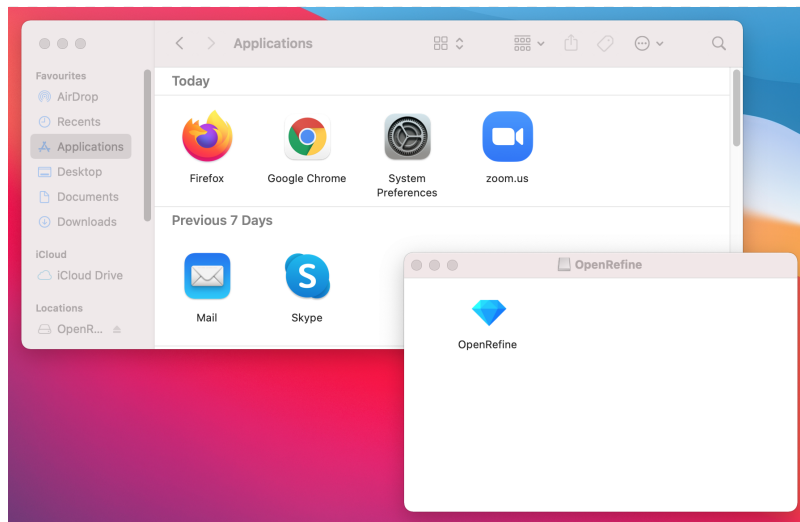 Applications
Favourites
AirDrop
Recents
Applications
Desktop
Documents
Downloads
iCloud
iCloud Drive
Locations
OpenR...
Today
Firefox
Google Chrome
System
Preferences
zoom.us
Previous 7 Days
Mail
S
Skype
OpenRefine
OpenRefine